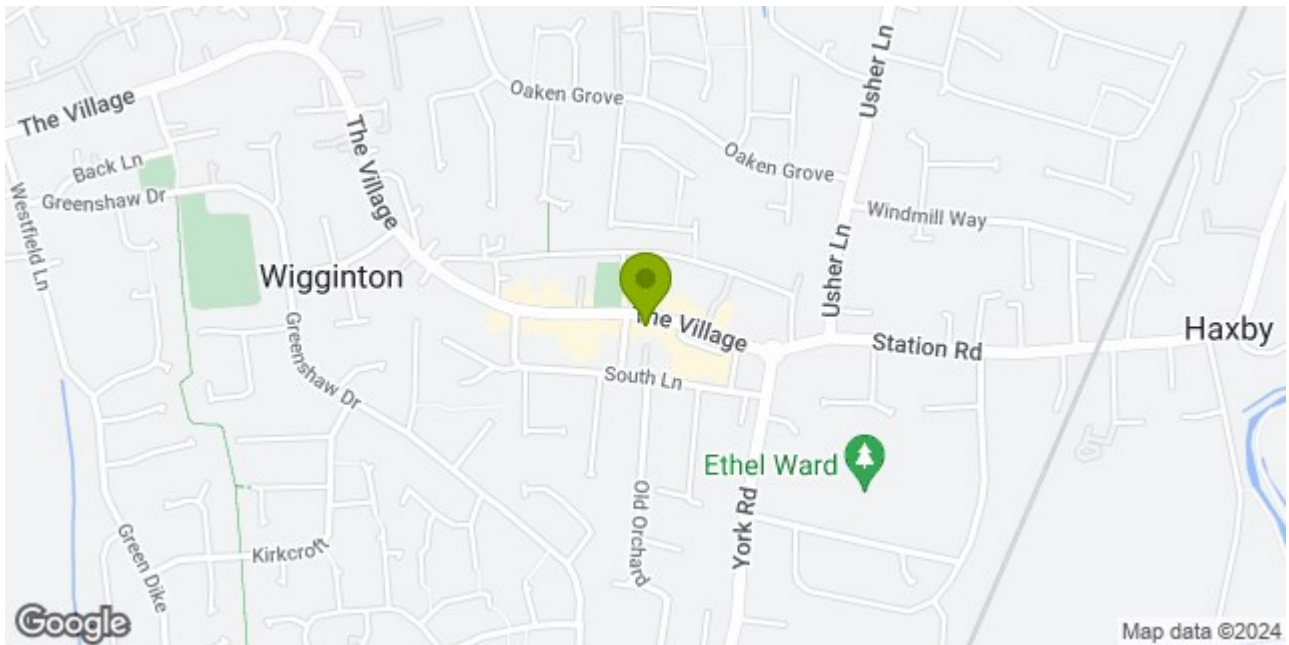 Usher Ln
Oaken Grove
The Village
The Village
Back Ln
Oaken Grove
Greenshaw Dr
Westfield Ln
Windmill Way
Wigginton
Usher Ln
The Village
Haxby
Station Rd
Greenshaw Dr
South Ln
Ethel Ward
Old Orchard
York Rd
Green Dike
Kirkcroft
Google
Map data ©2024